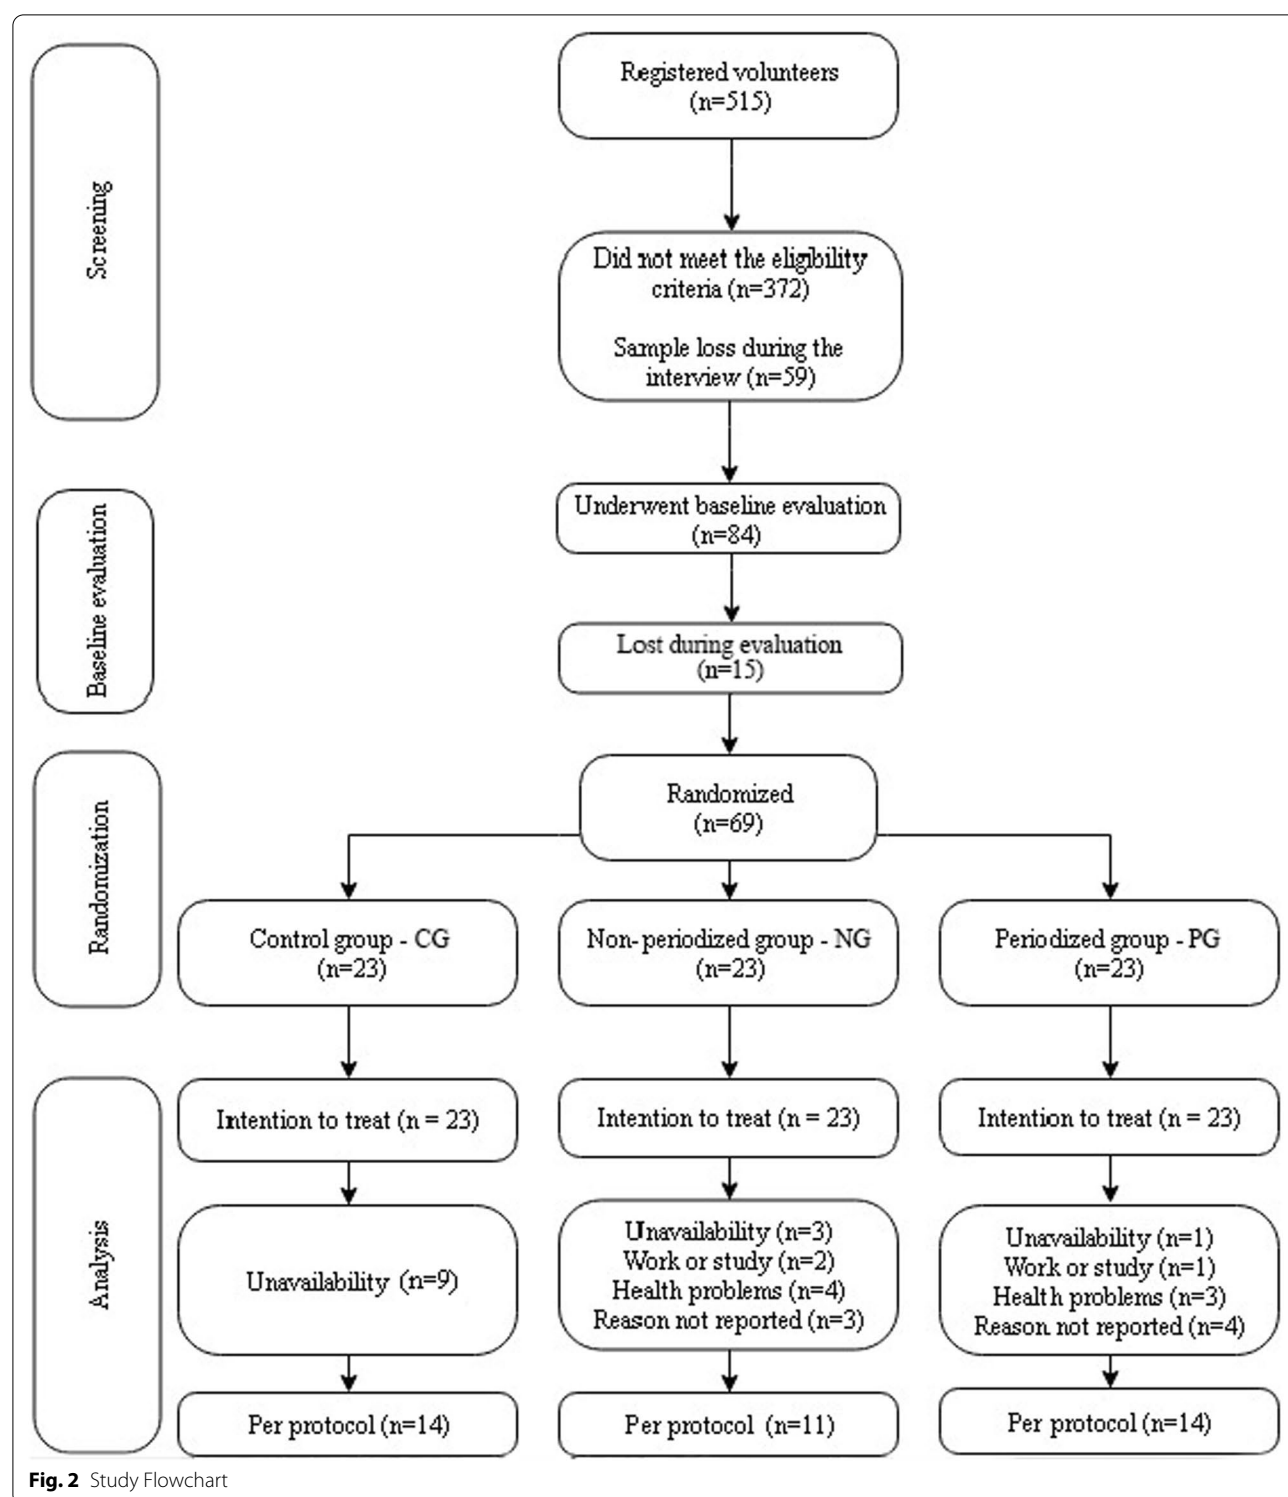 Screening
Registered volunteers
(n=515)
Did not meet the eligibility
criteria (n=372)
Sample loss during the
interview (n=59)
Baseline evaluation
Underwent baseline evaluation
(n=84)
Lost during evaluation
(n=15)
Randomization
Randomized
(n=69)
Control group - CG
(n=23)
Non-periodized group - NG
(n=23)
Periodized group - PG
(n=23)
Analysis
Intention to treat (n = 23)
Intention to treat (n = 23)
Intention to treat (n = 23)
Unavailability (n=9)
Unavailability (n=3)
Work or study (n=2)
Health problems (n=4)
Reason not reported (n=3)
Unavailability (n=1)
Work or study (n=1)
Health problems (n=3)
Reason not reported (n=4)
Per protocol (n=14)
Per protocol (n=11)
Per protocol (n=14)
Fig. 2 Study Flowchart